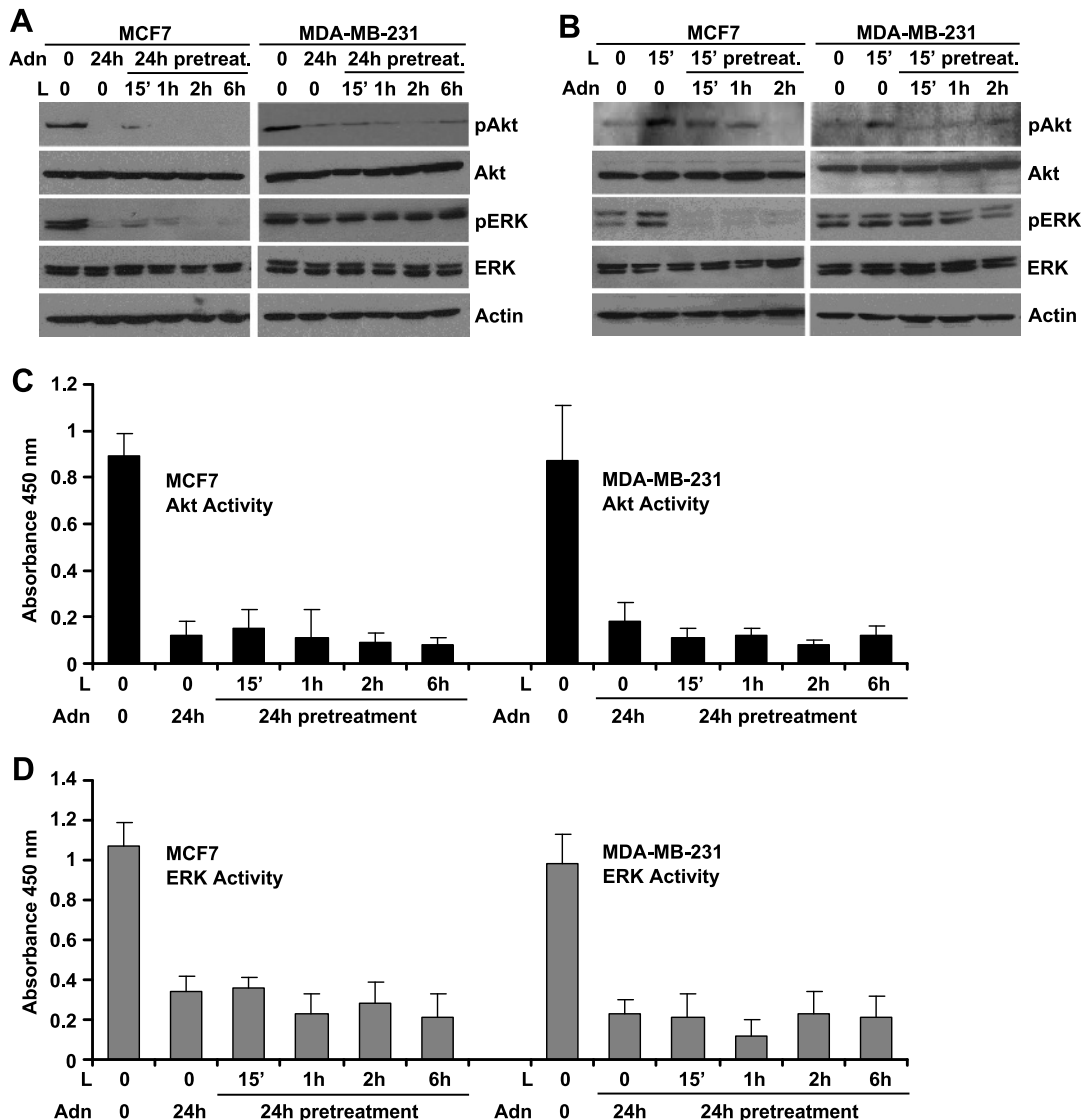 A
MCF7 MDA-MB-231
Adn 0 24h 24h pretreat. 0 24h 24h pretreat.
L 0 0 15’ 1h 2h 6h 0 0 15’ 1h 2h 6h
pAkt
Akt
pERK
ERK
Actin
B
MCF7 MDA-MB-231
L 0 15’ 15’ pretreat. 0 15’ 15’ pretreat.
Adn 0 0 15’ 1h 2h 0 0 15’ 1h 2h
pAkt
Akt
pERK
ERK
Actin
C
Absorbance 450 nm
1.2
1
0.8
0.6
0.4
0.2
0
MCF7
Akt Activity
MDA-MB-231
Akt Activity
L 0 0 15’ 1h 2h 6h L 0 0 15’ 1h 2h 6h
Adn 0 24h 24h pretreatment Adn 0 24h 24h pretreatment
D
Absorbance 450 nm
1.4
1.2
1
0.8
0.6
0.4
0.2
0
MCF7
ERK Activity
MDA-MB-231
ERK Activity
L 0 0 15’ 1h 2h 6h L 0 0 15’ 1h 2h 6h
Adn 0 24h 24h pretreatment Adn 0 24h 24h pretreatment